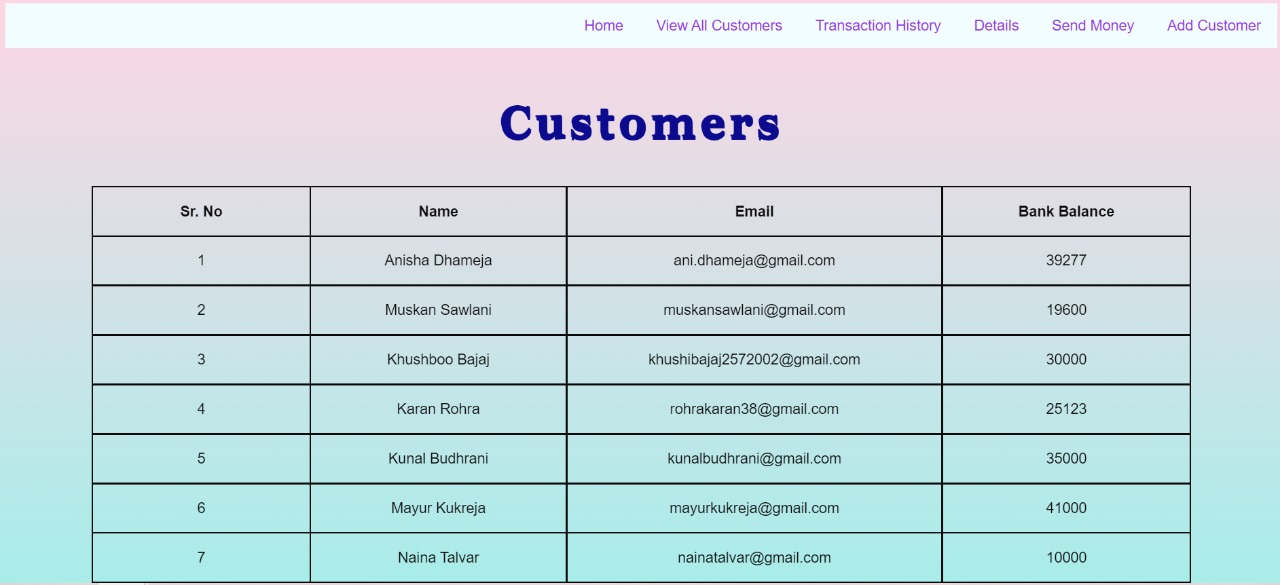 Home View All Customers Transaction History Details Send Money Add Customer
Customers
Sr. No Name Email Bank Balance
1 Anisha Dhameja ani.dhameja@gmail.com 39277
2 Muskan Sawlani muskansawlani@gmail.com 19600
3 Khushboo Bajaj khushibajaj2572002@gmail.com 30000
4 Karan Rohra rohrakaran38@gmail.com 25123
5 Kunal Budhrani kunalbudhrani@gmail.com 35000
6 Mayur Kukreja mayurkukreja@gmail.com 41000
7 Naina Talvar nainatalvar@gmail.com 10000